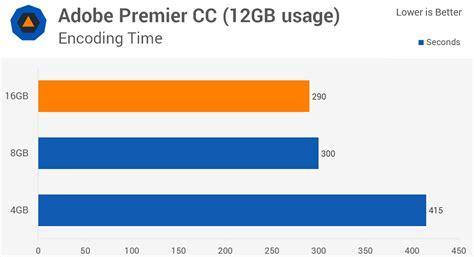 Adobe Premier CC (12GB usage)
Lower is Better
Encoding Time
Seconds
16GB 290
8GB 300
4GB 415
0 50 100 150 200 250 300 350 400 450